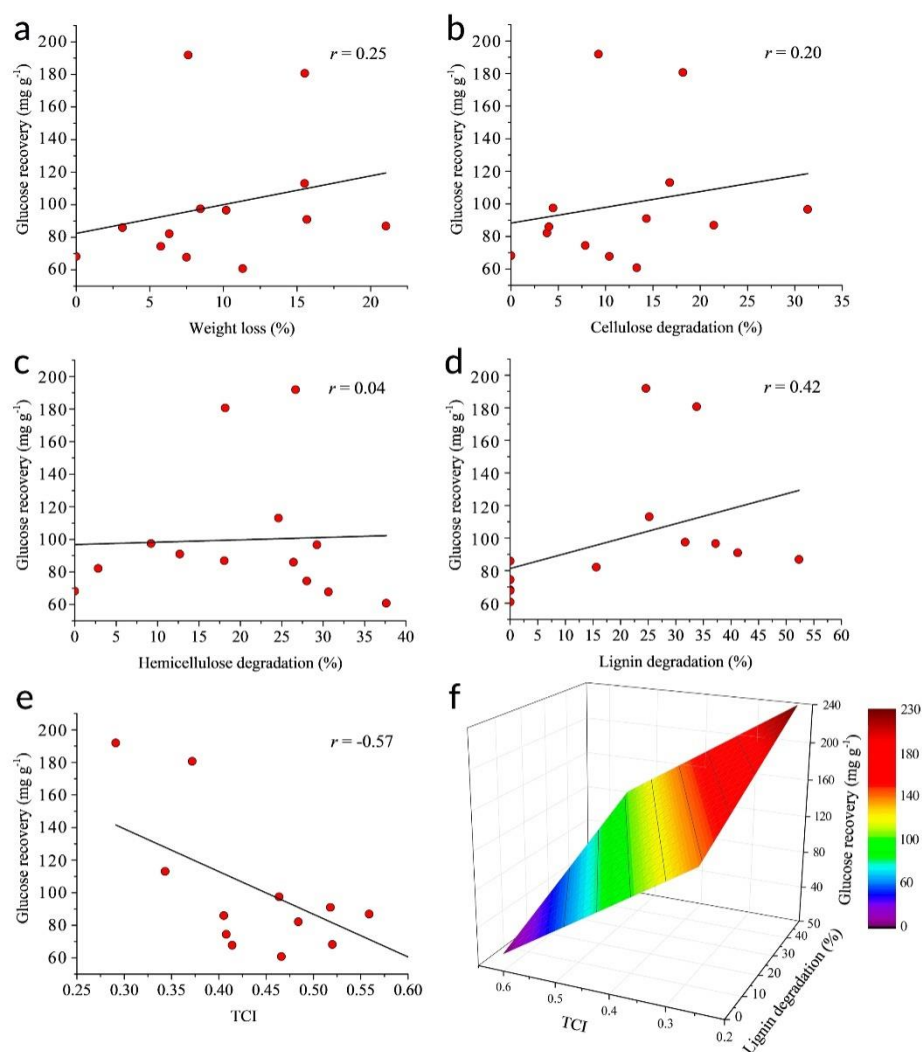 a
r = 0.25
Glucose recovery (mg g⁻¹)
200
180
160
140
120
100
80
60
0 5 10 15 20
Weight loss (%)
b
r = 0.20
Glucose recovery (mg g⁻¹)
200
180
160
140
120
100
80
60
0 5 10 15 20 25 30 35
Cellulose degradation (%)
c
r = 0.04
Glucose recovery (mg g⁻¹)
200
180
160
140
120
100
80
60
0 5 10 15 20 25 30 35 40
Hemicellulose degradation (%)
d
r = 0.42
Glucose recovery (mg g⁻¹)
200
180
160
140
120
100
80
60
0 5 10 15 20 25 30 35 40 45 50 55 60
Lignin degradation (%)
e
r = -0.57
Glucose recovery (mg g⁻¹)
200
180
160
140
120
100
80
60
0.25 0.30 0.35 0.40 0.45 0.50 0.55 0.60
TCI
f
240
200
160
120
80
40
Glucose recovery (mg g⁻¹)
0.6 0.5 0.4 0.3 0.2
TCI
50
40
30
20
10
0
Lignin degradation (%)
230
180
140
100
60
0